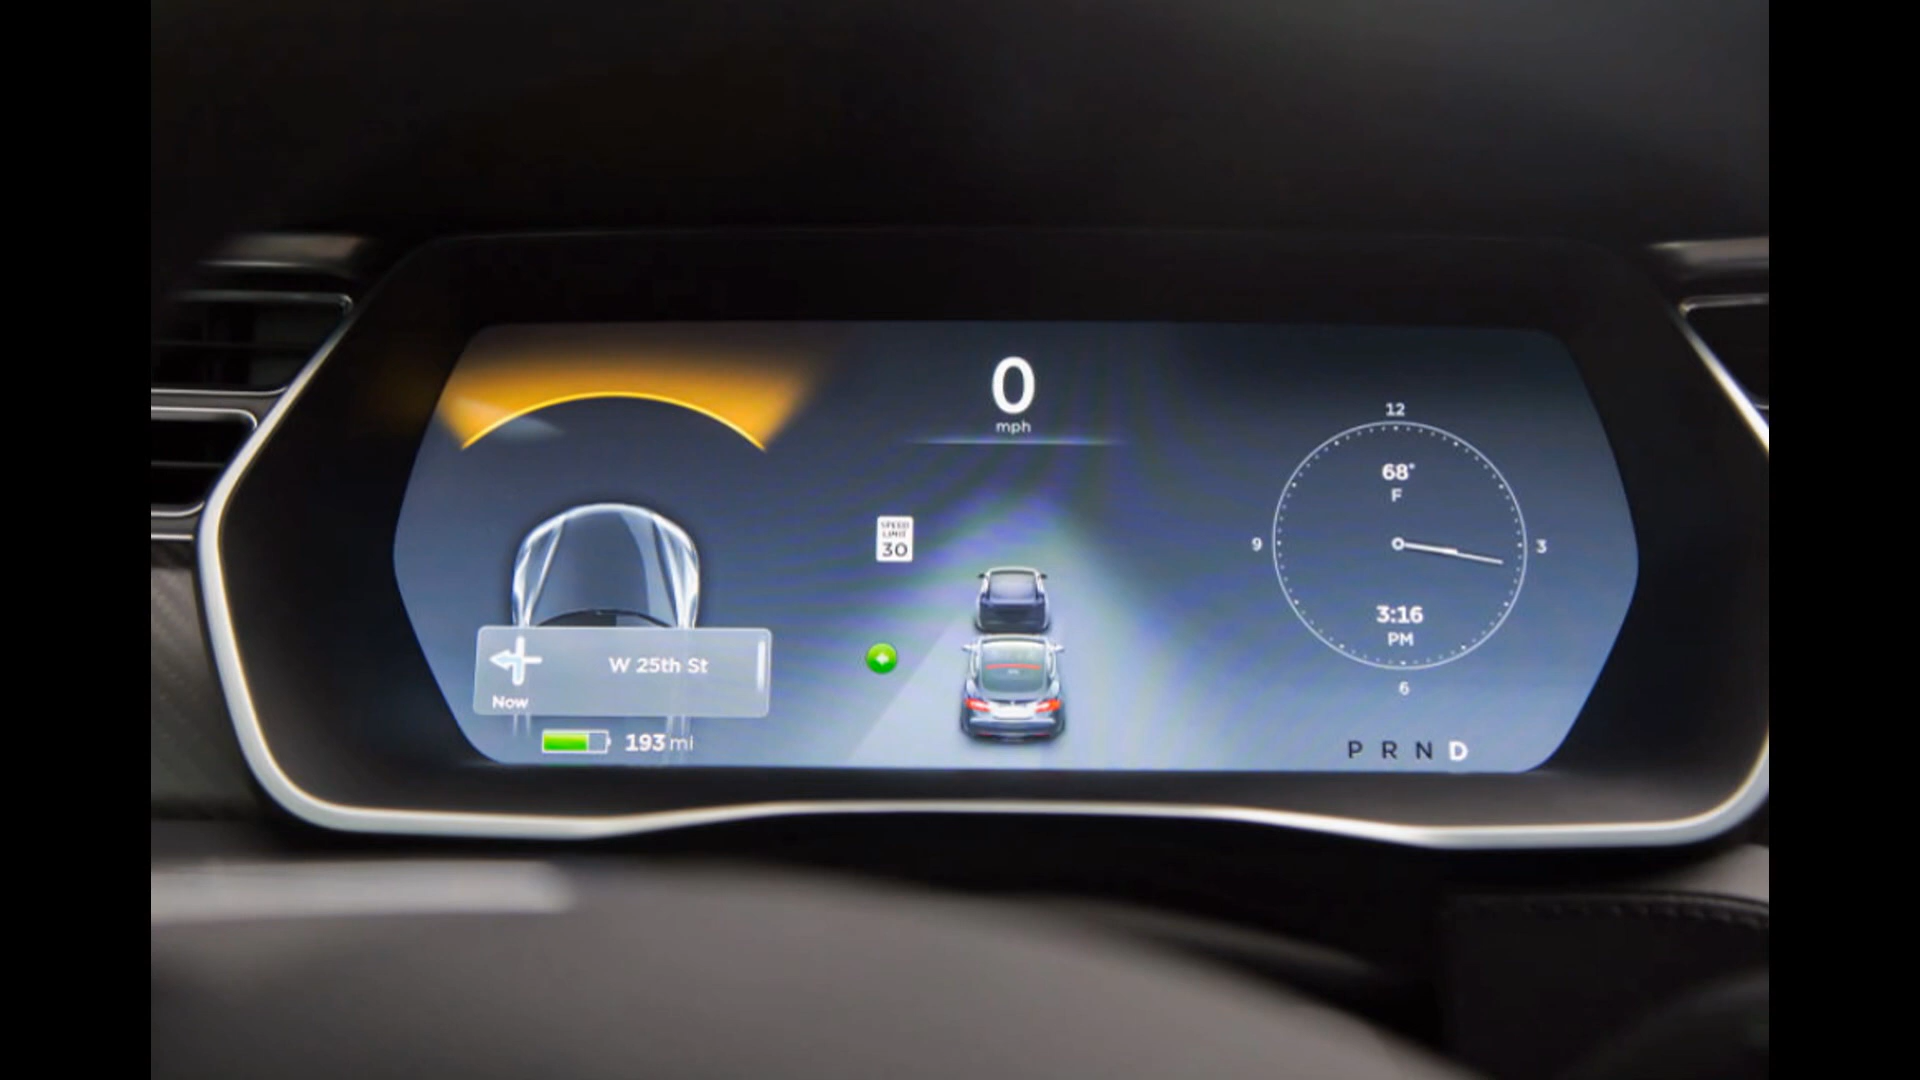 0
mph
SPEED
LIMIT
30
W 25th St
Now
193 mi
12
68°
F
9
3
3:16
PM
6
P R N D